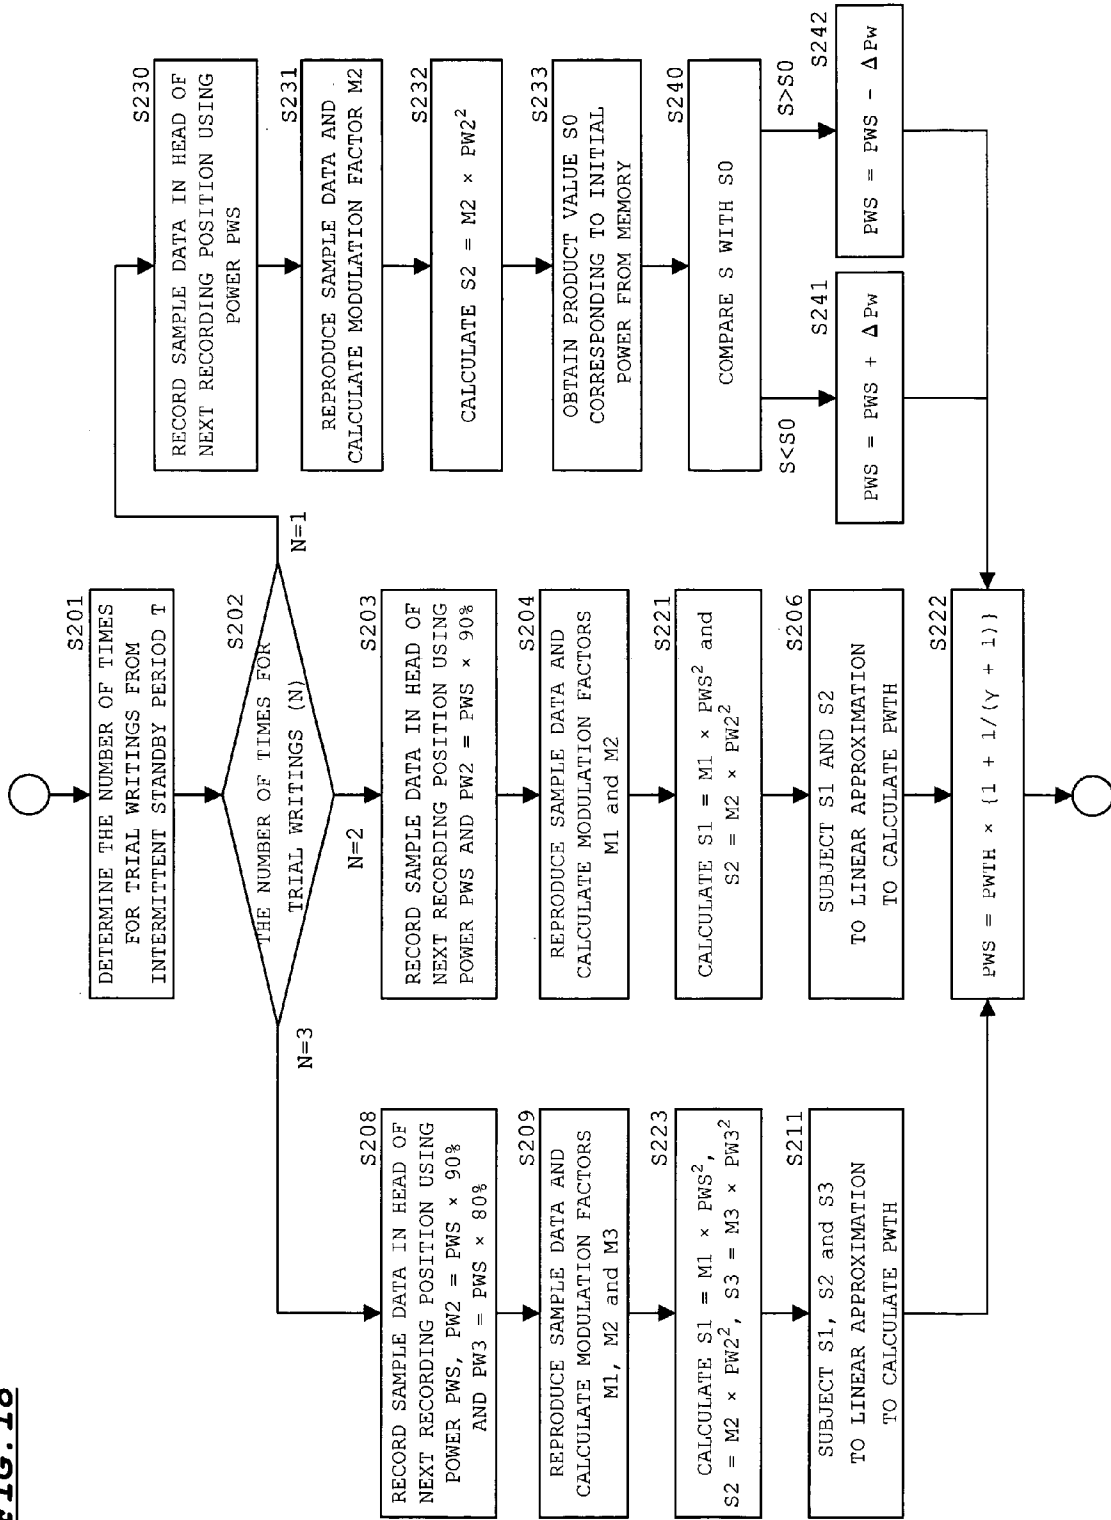 FIG. 18
S201
DETERMINE THE NUMBER OF TIMES
FOR TRIAL WRITINGS FROM
INTERMITTENT STANDBY PERIOD T
S202
THE NUMBER OF TIMES FOR
TRIAL WRITINGS (N)
N=3
N=2
N=1
S208
RECORD SAMPLE DATA IN HEAD OF
NEXT RECORDING POSITION USING
POWER PWS, PW2 = PWS × 90%
AND PW3 = PWS × 80%
S209
REPRODUCE SAMPLE DATA AND
CALCULATE MODULATION FACTORS
M1, M2 and M3
S223
CALCULATE S1 = M1 × PWS²,
S2 = M2 × PW2², S3 = M3 × PW3²
S211
SUBJECT S1, S2 and S3
TO LINEAR APPROXIMATION
TO CALCULATE PWTH
S203
RECORD SAMPLE DATA IN HEAD OF
NEXT RECORDING POSITION USING
POWER PWS AND PW2 = PWS × 90%
S204
REPRODUCE SAMPLE DATA AND
CALCULATE MODULATION FACTORS
M1 and M2
S221
CALCULATE S1 = M1 × PWS² and
S2 = M2 × PW2²
S206
SUBJECT S1 AND S2
TO LINEAR APPROXIMATION
TO CALCULATE PWTH
S222
PWS = PWTH × {1 + 1/(γ + 1)}
S230
RECORD SAMPLE DATA IN HEAD OF
NEXT RECORDING POSITION USING
POWER PWS
S231
REPRODUCE SAMPLE DATA AND
CALCULATE MODULATION FACTOR M2
S232
CALCULATE S2 = M2 × PW2²
S233
OBTAIN PRODUCT VALUE S0
CORRESPONDING TO INITIAL
POWER FROM MEMORY
S240
COMPARE S WITH S0
S<S0
S>S0
S241
PWS = PWS + ΔPw
S242
PWS = PWS - ΔPw